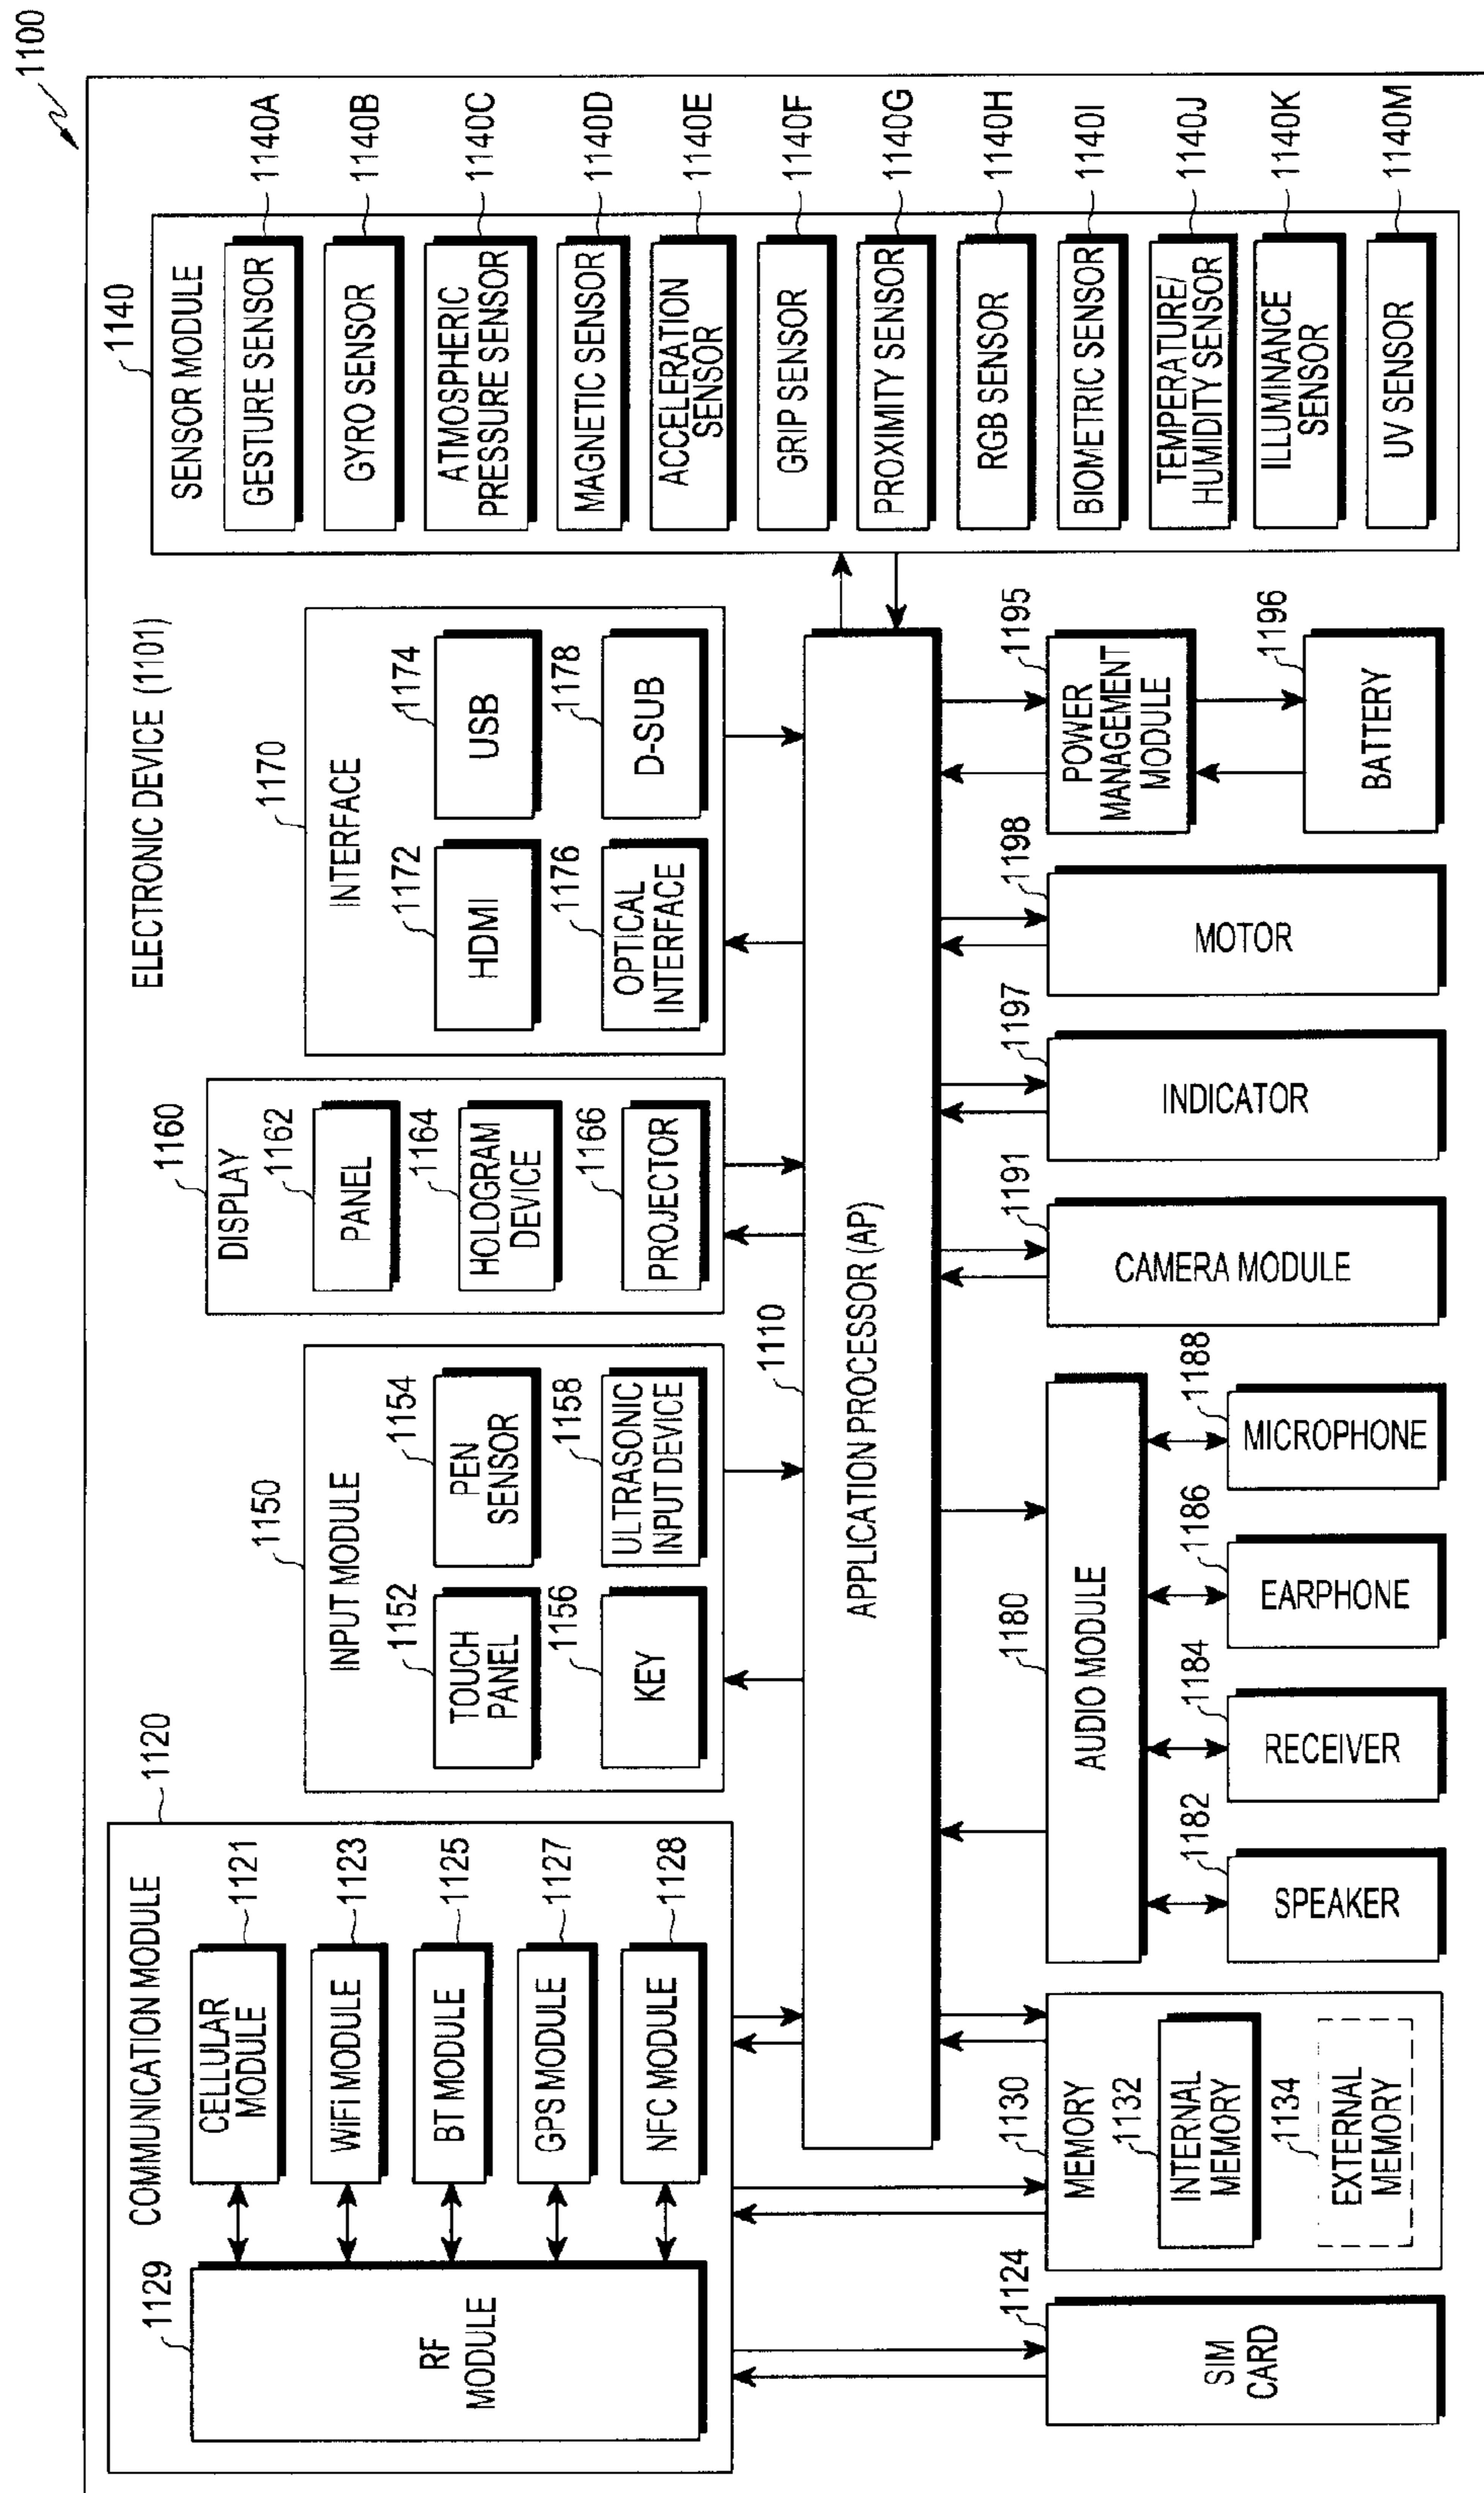 1100
ELECTRONIC DEVICE (1101)
1120
COMMUNICATION MODULE
1129
RF
MODULE
CELLULAR
MODULE
1121
WiFi MODULE
1123
BT MODULE
1125
GPS MODULE
1127
NFC MODULE
1128
1150
INPUT MODULE
1152
TOUCH
PANEL
1154
PEN
SENSOR
1156
KEY
1158
ULTRASONIC
INPUT DEVICE
1160
DISPLAY
1162
PANEL
1164
HOLOGRAM
DEVICE
1166
PROJECTOR
1170
INTERFACE
1172
HDMI
1174
USB
1176
OPTICAL
INTERFACE
1178
D-SUB
1140
SENSOR MODULE
GESTURE SENSOR
1140A
GYRO SENSOR
1140B
ATMOSPHERIC
PRESSURE SENSOR
1140C
MAGNETIC SENSOR
1140D
ACCELERATION
SENSOR
1140E
GRIP SENSOR
1140F
PROXIMITY SENSOR
1140G
RGB SENSOR
1140H
BIOMETRIC SENSOR
1140I
TEMPERATURE/
HUMIDITY SENSOR
1140J
ILLUMINANCE
SENSOR
1140K
UV SENSOR
1140M
1110
APPLICATION PROCESSOR (AP)
1124
SIM
CARD
1130
MEMORY
1132
INTERNAL
MEMORY
1134
EXTERNAL
MEMORY
1180
AUDIO MODULE
1182
SPEAKER
1184
RECEIVER
1186
EARPHONE
1188
MICROPHONE
1191
CAMERA MODULE
1197
INDICATOR
1198
MOTOR
1195
POWER
MANAGEMENT
MODULE
1196
BATTERY